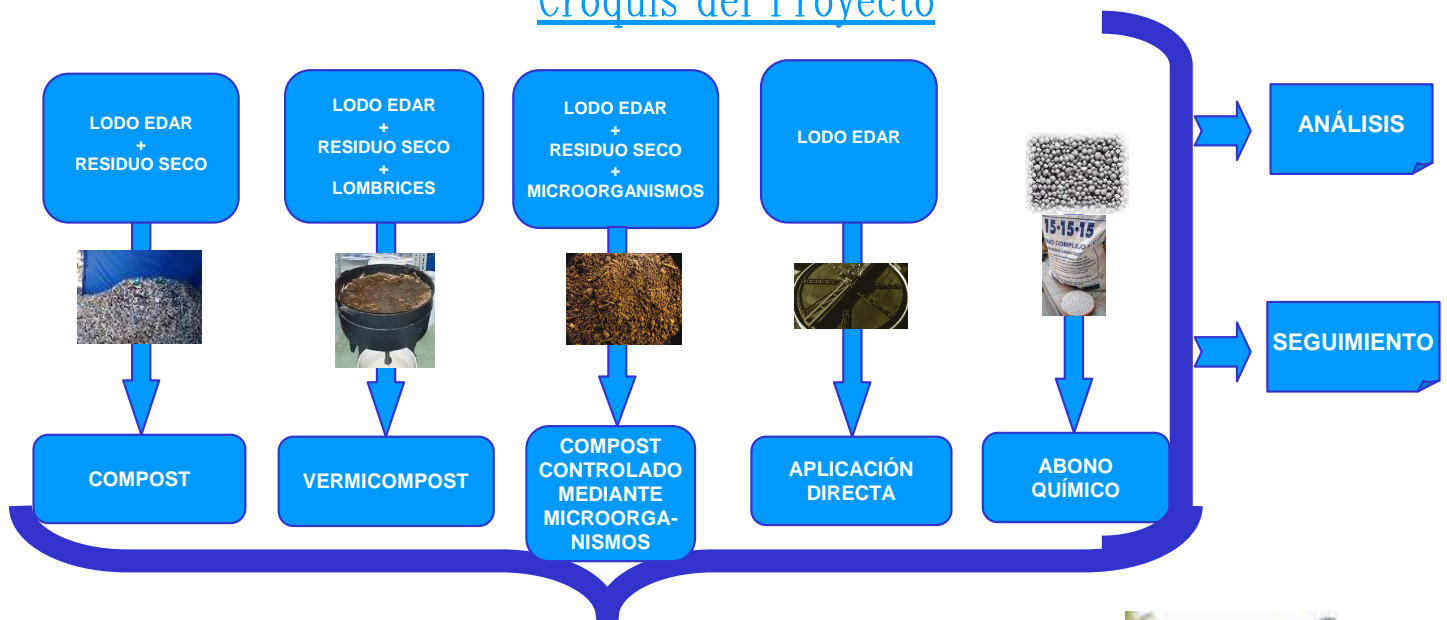 Croquis del Proyecto
LODO EDAR
+
RESIDUO SECO
LODO EDAR
+
RESIDUO SECO
+
LOMBRICES
LODO EDAR
+
RESIDUO SECO
+
MICROORGANISMOS
LODO EDAR
15-15-15
COMPLEJO
ANÁLISIS
SEGUIMIENTO
COMPOST
VERMICOMPOST
COMPOST
CONTROLADO
MEDIANTE
MICROORGA-
NISMOS
APLICACIÓN
DIRECTA
ABONO
QUÍMICO